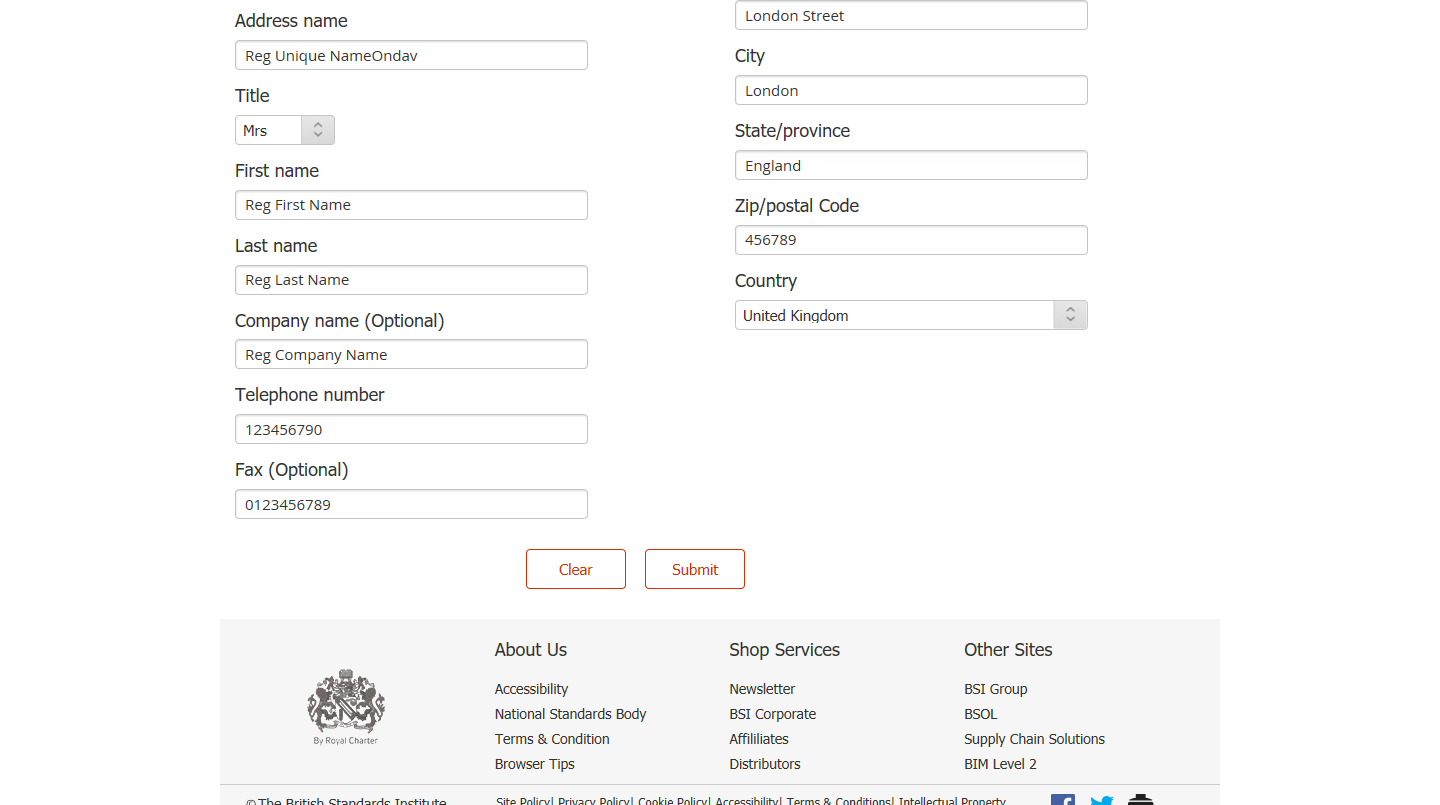 Address name
Reg Unique NameOndav
Title
Mrs
First name
Reg First Name
Last name
Reg Last Name
Company name (Optional)
Reg Company Name
Telephone number
123456790
Fax (Optional)
0123456789
London Street
City
London
State/province
England
Zip/postal Code
456789
Country
United Kingdom
Clear
Submit
By Royal Charter
About Us
Accessibility
National Standards Body
Terms & Condition
Browser Tips
Shop Services
Newsletter
BSI Corporate
Affililiates
Distributors
Other Sites
BSI Group
BSOL
Supply Chain Solutions
BIM Level 2
©The British Standards Institute
Site Policy| Privacy Policy| Cookie Policy| Accessibility| Terms & Conditions| Intellectual Property